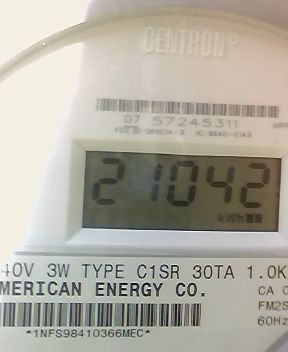 CENTRON®
07 57245311
21042
kWh
40V 3W TYPE C1SR 30TA 1.0K
MERICAN ENERGY CO.
CA 0
FM2S
60Hz
*1NFS98410366MEC*